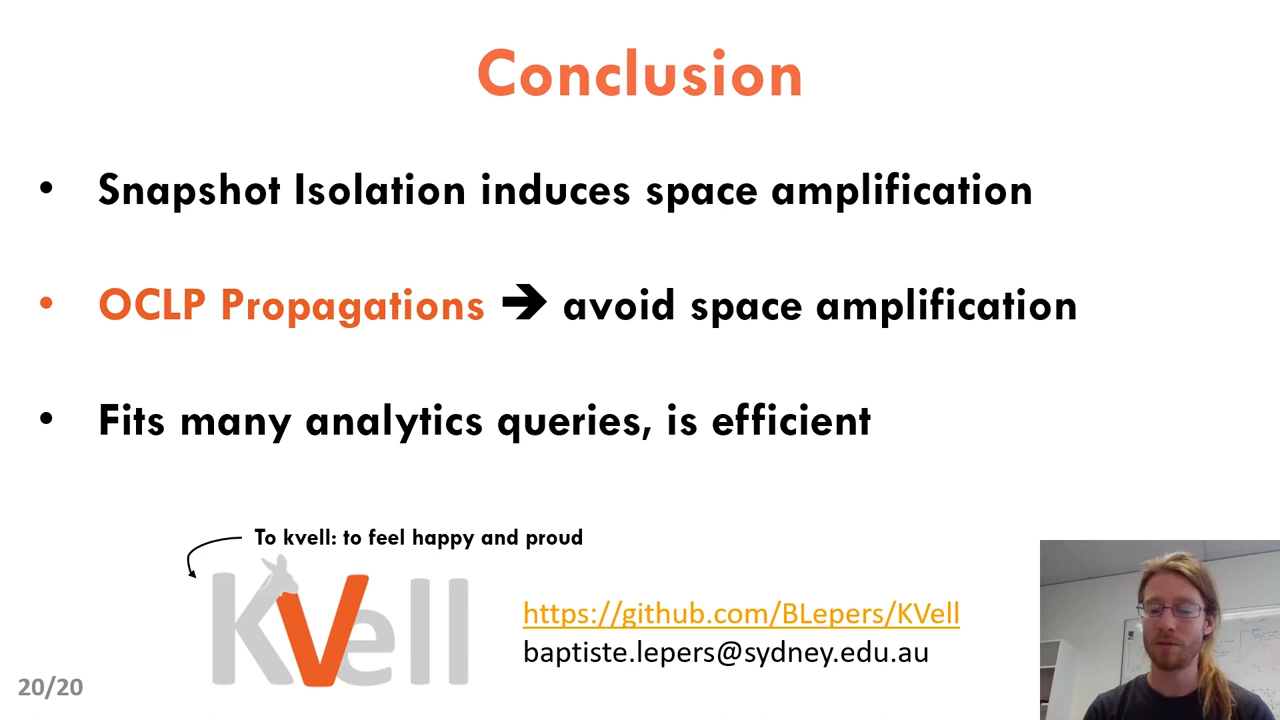 Conclusion
• Snapshot Isolation induces space amplification
• OCLP Propagations ➔ avoid space amplification
• Fits many analytics queries, is efficient
To kvell: to feel happy and proud
KVell
https://github.com/BLepers/KVell
baptiste.lepers@sydney.edu.au
20/20